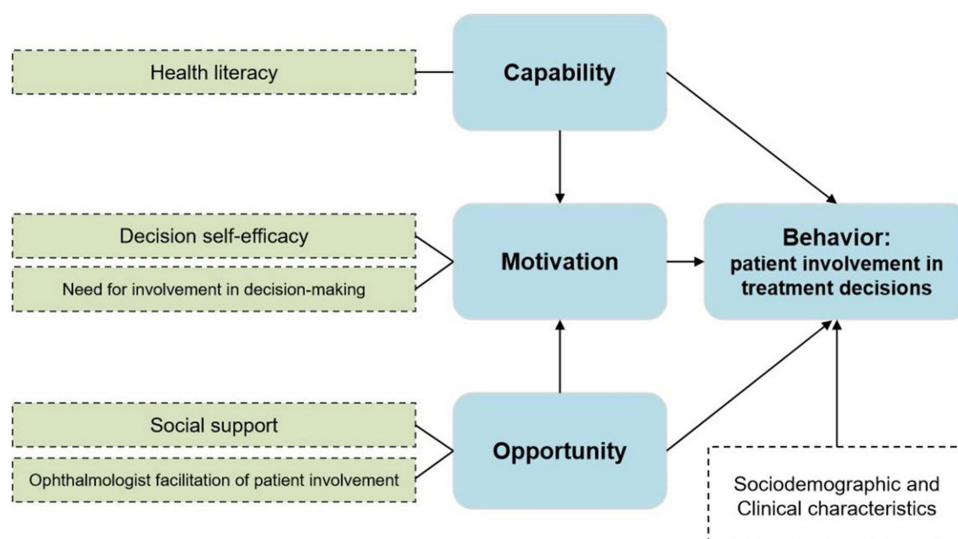 Health literacy
Capability
Decision self-efficacy
Need for involvement in decision-making
Motivation
Behavior:
patient involvement in
treatment decisions
Social support
Ophthalmologist facilitation of patient involvement
Opportunity
Sociodemographic and
Clinical characteristics